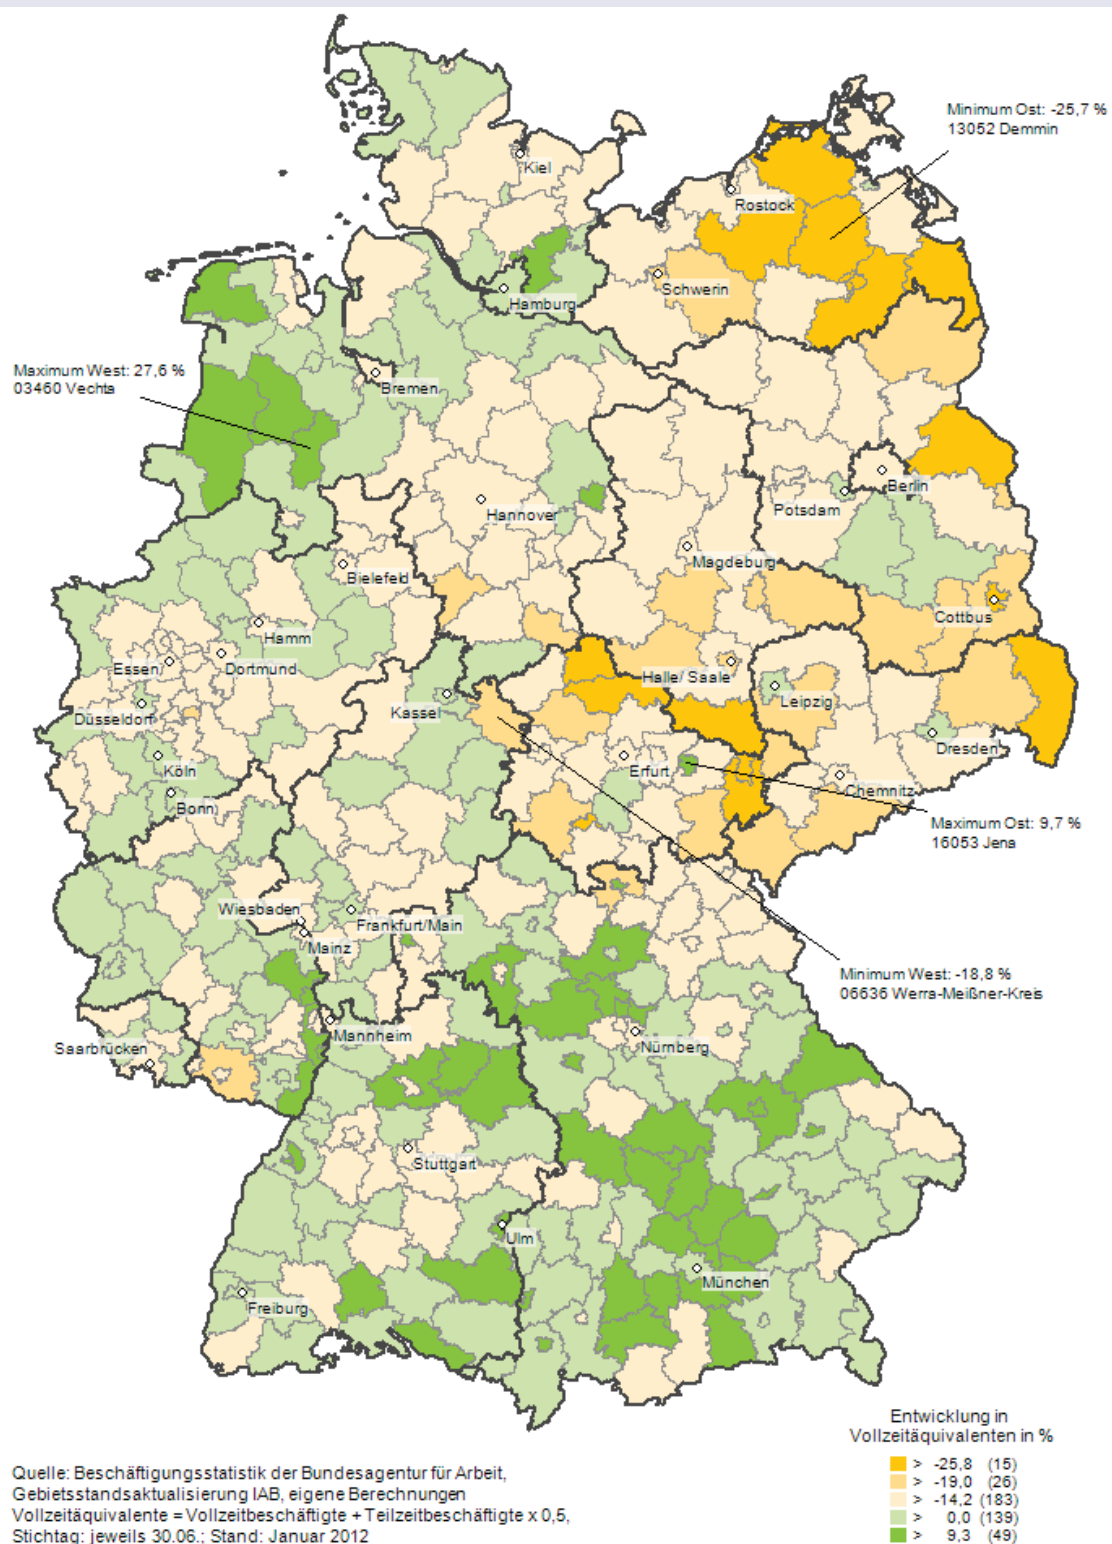 Minimum Ost: -25,7 %
13052 Demmin
Kiel
Rostock
Schwerin
Hamburg
Maximum West: 27,6 %
03460 Vechta
Bremen
Berlin
Potsdam
Hannover
Magdeburg
Bielefeld
Cottbus
Hamm
Essen
Dortmund
Halle/ Saale
Leipzig
Kassel
Düsseldorf
Dresden
Köln
Erfurt
Chemnitz
Bonn
Maximum Ost: 9,7 %
16053 Jena
Wiesbaden
Frankfurt/Main
Mainz
Minimum West: -18,8 %
06636 Werra-Meißner-Kreis
Mannheim
Nürnberg
Saarbrücken
Stuttgart
Ulm
München
Freiburg
Entwicklung in
Vollzeitäquivalenten in %
> -25,8 (15)
> -19,0 (26)
> -14,2 (183)
> 0,0 (139)
> 9,3 (49)
Quelle: Beschäftigungsstatistik der Bundesagentur für Arbeit,
Gebietsstandsaktualisierung IAB, eigene Berechnungen
Vollzeitäquivalente = Vollzeitbeschäftigte + Teilzeitbeschäftigte x 0,5,
Stichtag: jeweils 30.06.; Stand: Januar 2012